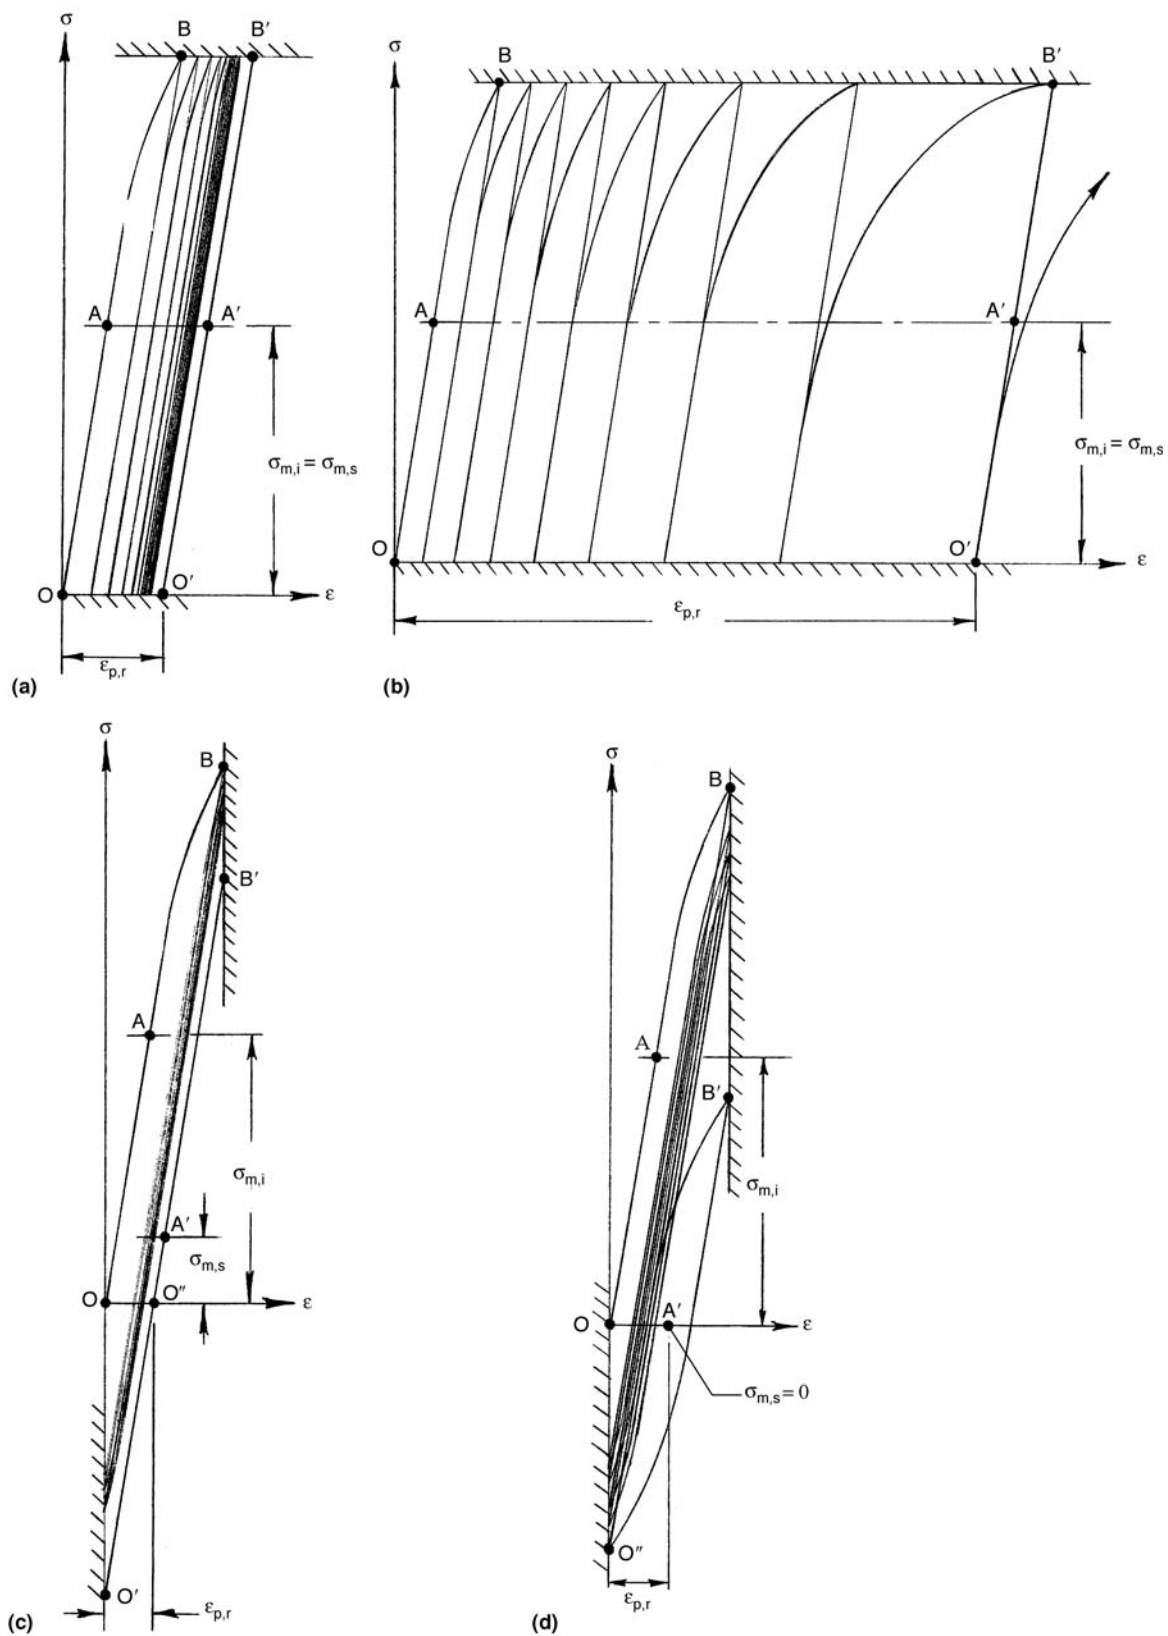 σ
B
B′
A
A′
σm,i = σm,s
O
O′
ε
εp,r
(a)
σ
B
B′
A
A′
σm,i = σm,s
O
O′
ε
εp,r
(b)
σ
B
B′
A
σm,i
A′
σm,s
O
O″
ε
O′
εp,r
(c)
σ
B
A
B′
σm,i
O
A′
ε
σm,s = 0
O″
εp,r
(d)